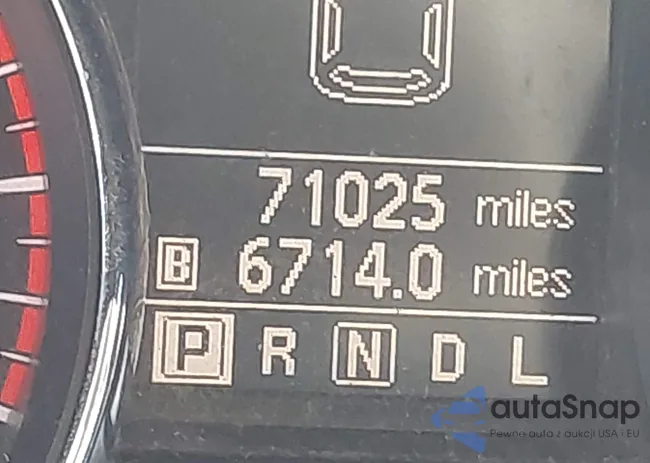 71025 miles
B 6714.0 miles
P R N D L
autaSnap
Pewne auta z aukcji USA i EU